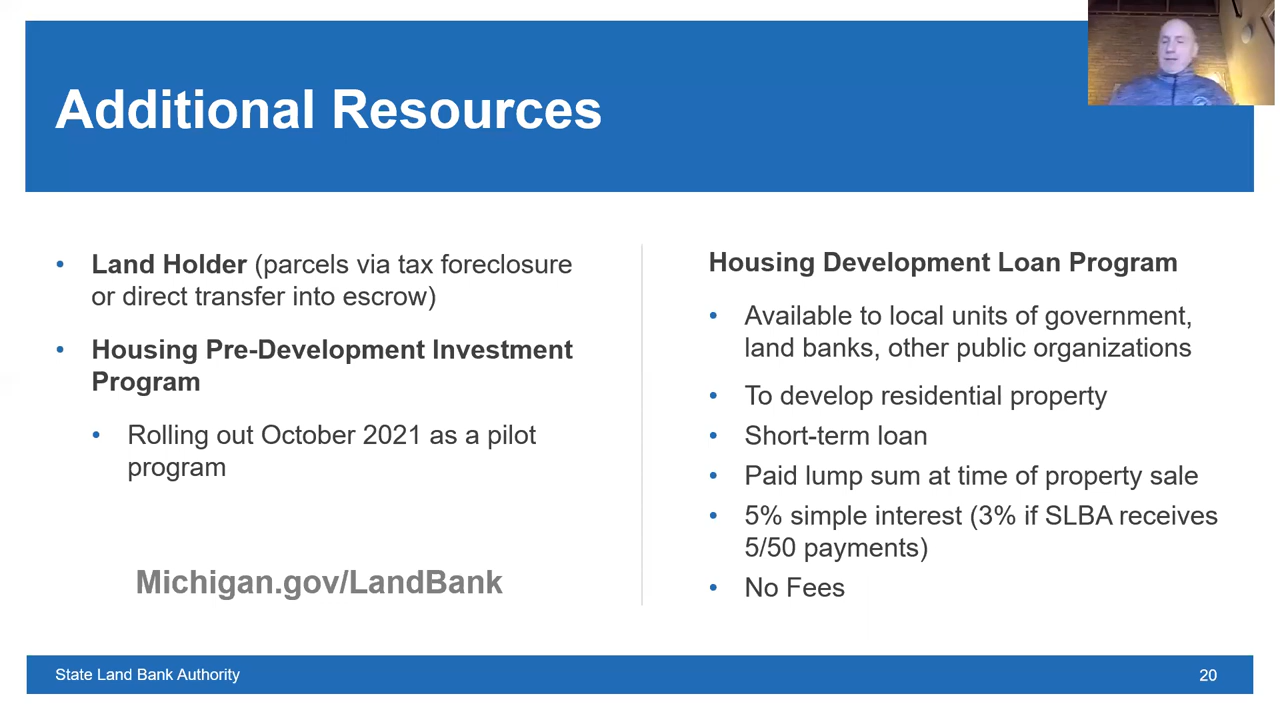 Additional Resources
• Land Holder (parcels via tax foreclosure
or direct transfer into escrow)
• Housing Pre-Development Investment
Program
• Rolling out October 2021 as a pilot
program
Michigan.gov/LandBank
Housing Development Loan Program
• Available to local units of government,
land banks, other public organizations
• To develop residential property
• Short-term loan
• Paid lump sum at time of property sale
• 5% simple interest (3% if SLBA receives
5/50 payments)
• No Fees
State Land Bank Authority
20